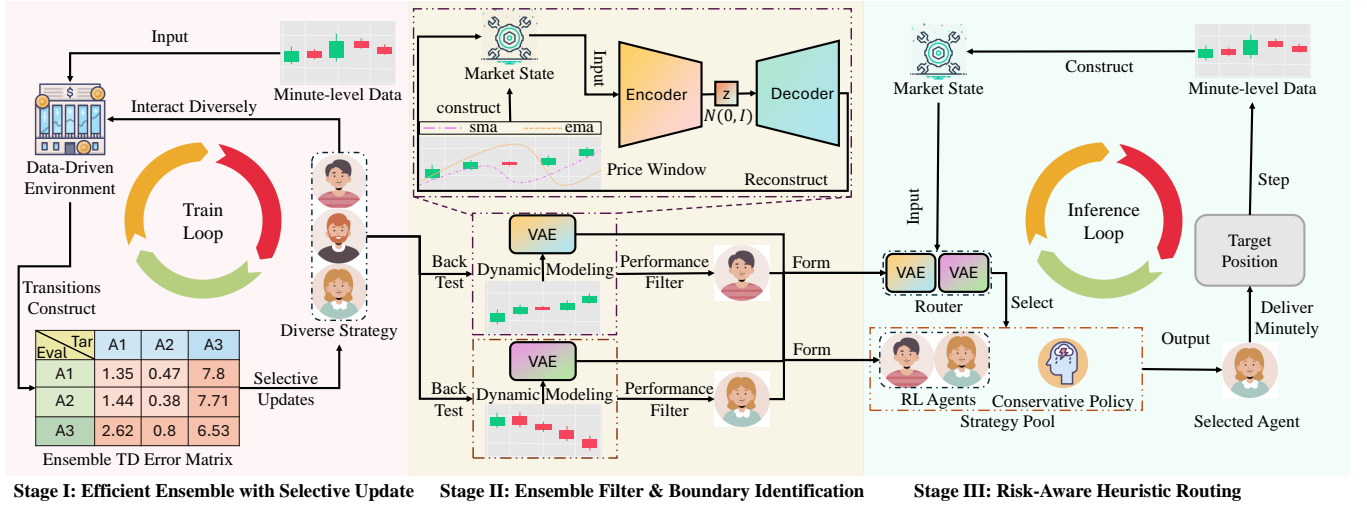 Input
Minute-level Data
Interact Diversely
Data-Driven
Environment
Train
Loop
Transitions
Construct
Diverse Strategy
Tar
Eval
A1 A2 A3
A1 1.35 0.47 7.8
A2 1.44 0.38 7.71
A3 2.62 0.8 6.53
Ensemble TD Error Matrix
Selective
Updates
Stage I: Efficient Ensemble with Selective Update
Market State
Input
Encoder
z
N(0, I)
Decoder
construct
sma ema
Price Window
Reconstruct
VAE
Back
Test
Dynamic Modeling
Performance
Filter
Form
VAE
Back
Test
Dynamic Modeling
Performance
Filter
Form
Stage II: Ensemble Filter & Boundary Identification
Market State
Construct
Minute-level Data
Input
Inference
Loop
Step
Target
Position
VAE VAE
Router
Select
Deliver
Minutely
Output
RL Agents
Conservative Policy
Strategy Pool
Selected Agent
Stage III: Risk-Aware Heuristic Routing